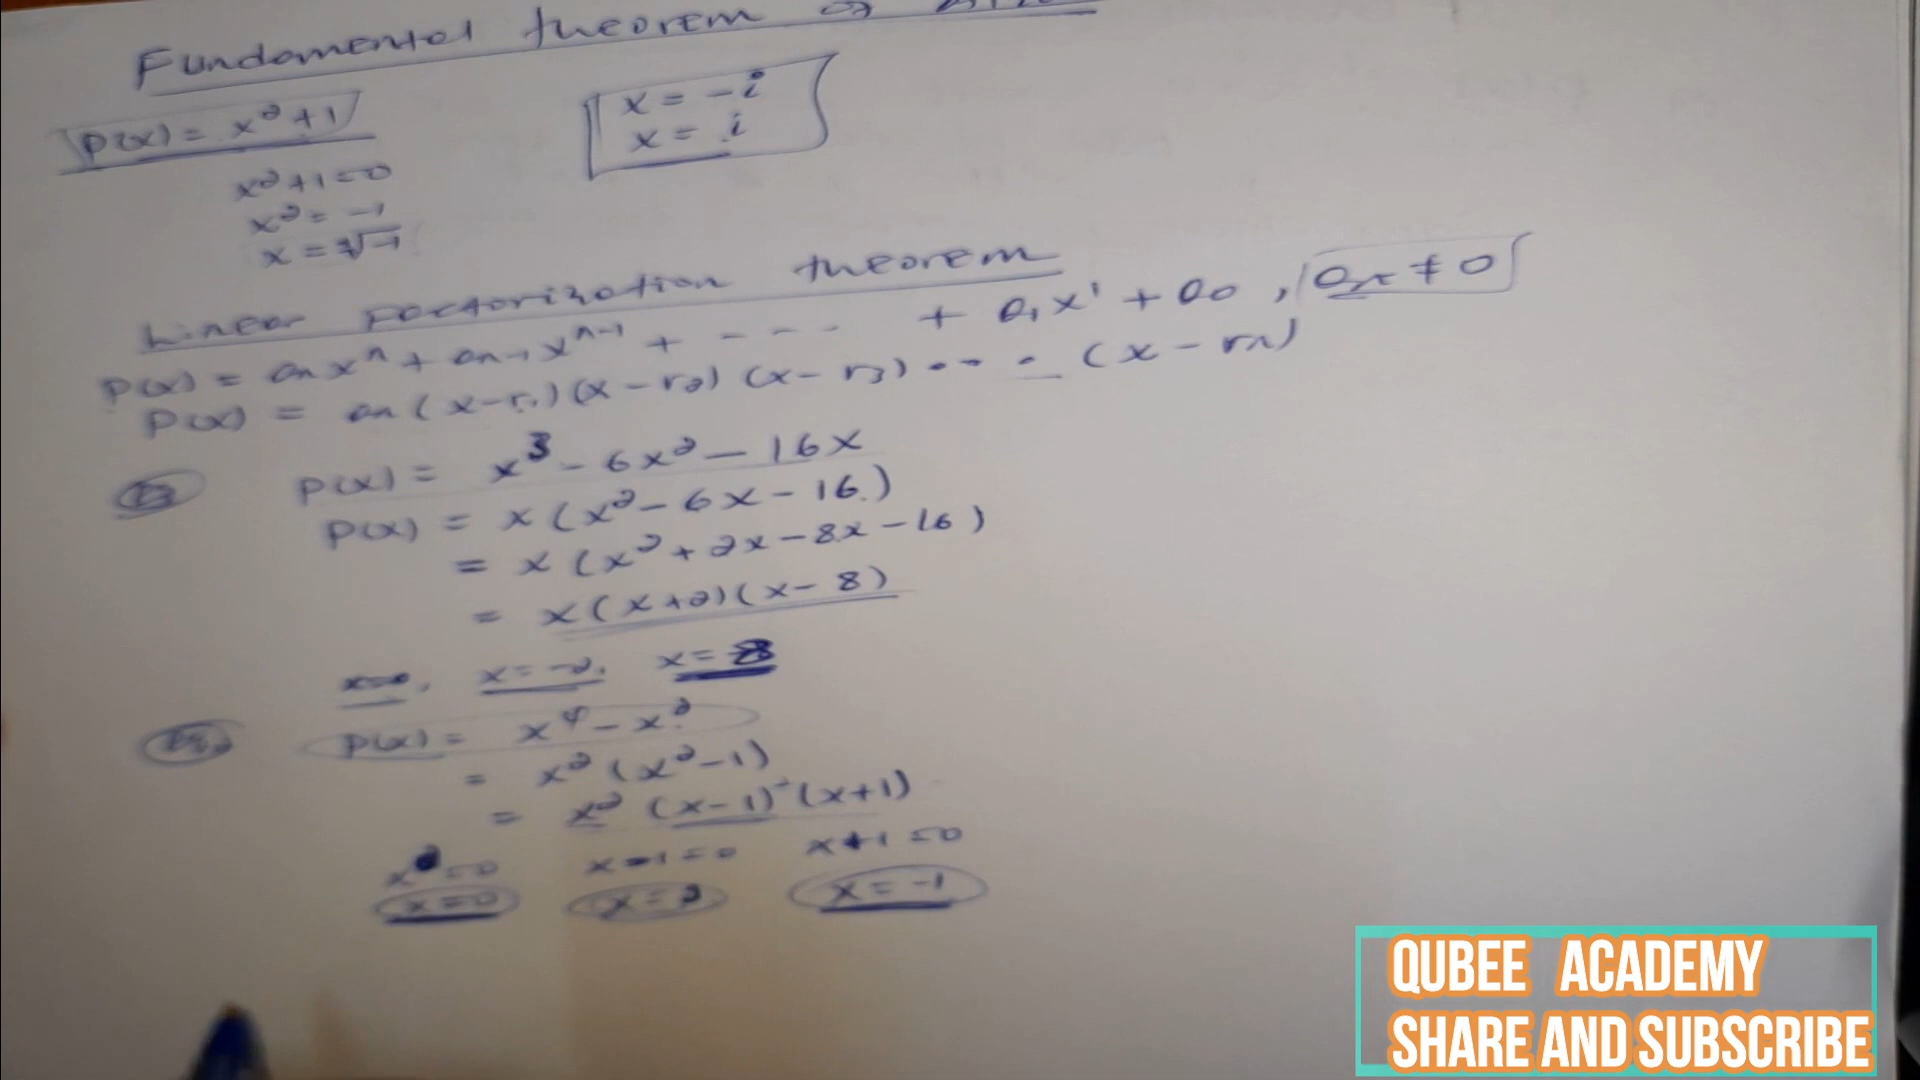 Fundamental theorem of
P(x) = x²+1
x = -i
x = i
x²+1=0
x² = -1
x = √-1
Linear Factorization theorem
P(x) = anxⁿ + an-1xⁿ⁻¹ + - - - - + a1x¹ + a0 , an ≠ 0
P(x) = an(x-r1)(x-r2)(x-r3) ---- (x-rn)
P(x) = x³ - 6x² - 16x
P(x) = x(x²-6x-16)
= x(x²+2x-8x-16)
= x(x+2)(x-8)
x=0, x=-2, x=8
P(x) = x⁴-x²
= x²(x²-1)
= x²(x-1)(x+1)
x²=0 x-1=0 x+1=0
x=0 x= x=-1
QUBEE ACADEMY
SHARE AND SUBSCRIBE